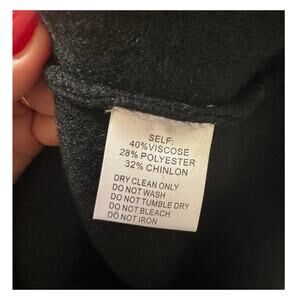 SELF:
40%VISCOSE
28% POLYESTER
32% CHINLON
DRY CLEAN ONLY
DO NOT WASH
DO NOT TUMBLE DRY
DO NOT BLEACH
DO NOT IRON